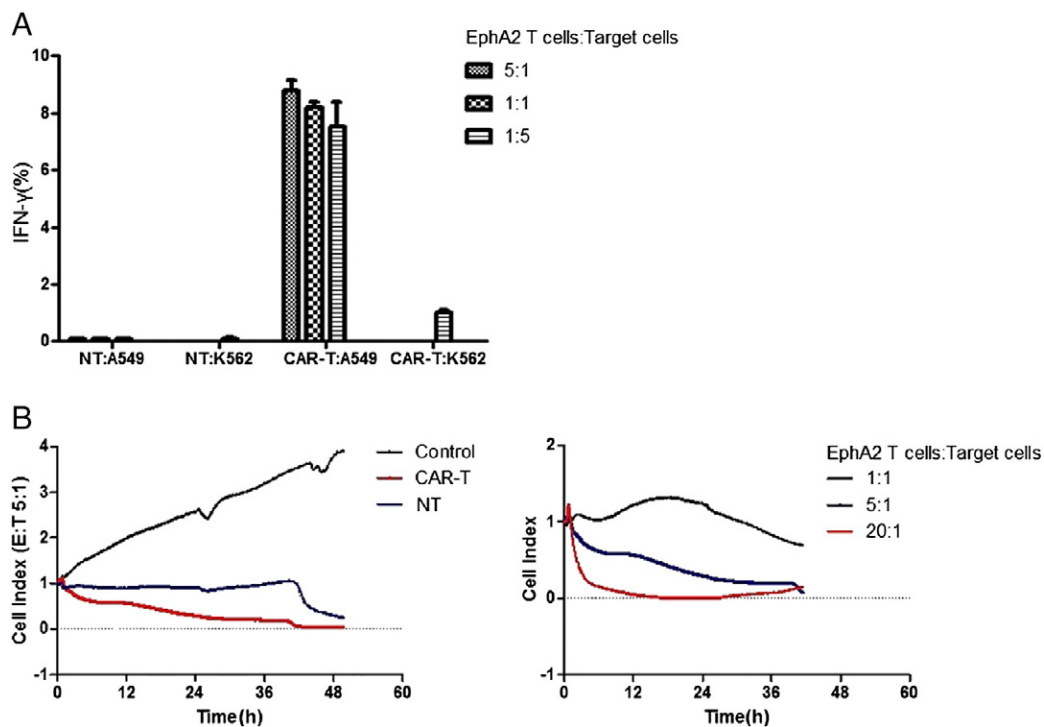 A
EphA2 T cells:Target cells
5:1
1:1
1:5
IFN-γ(%)
10
8
6
4
2
0
NT:A549 NT:K562 CAR-T:A549 CAR-T:K562
B
Cell Index (E:T 5:1)
4
3
2
1
0
-1
Control
CAR-T
NT
0 12 24 36 48 60
Time(h)
Cell Index
2
1
0
-1
EphA2 T cells:Target cells
1:1
5:1
20:1
0 12 24 36 48 60
Time(h)